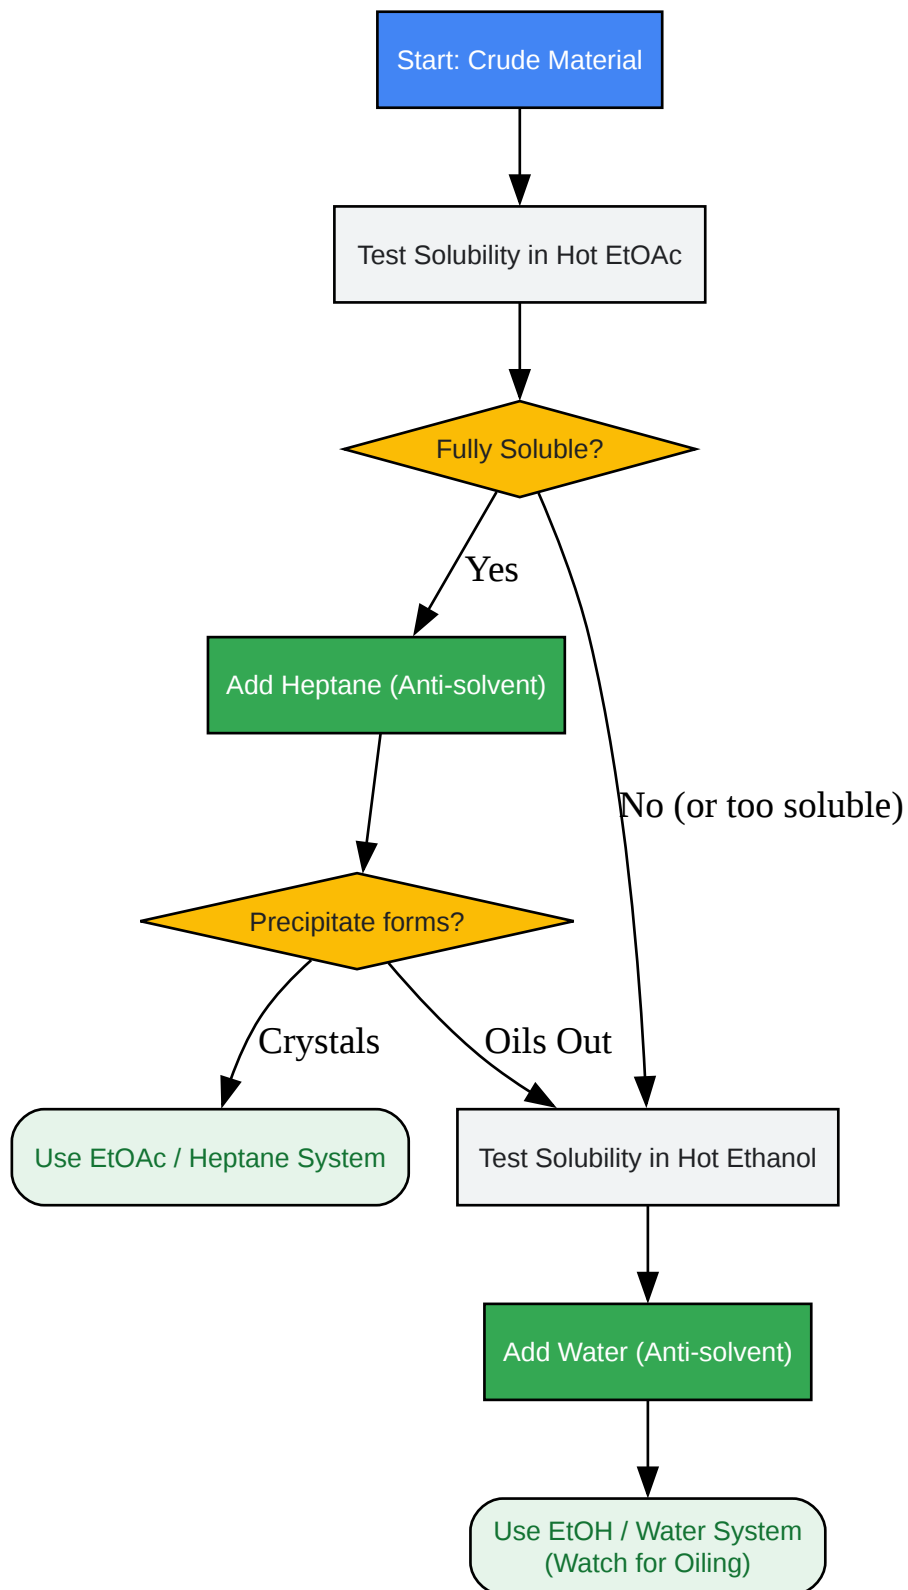 Start: Crude Material
Test Solubility in Hot EtOAc
Fully Soluble?
Yes
Add Heptane (Anti-solvent)
No (or too soluble)
Precipitate forms?
Crystals
Oils Out
Use EtOAc / Heptane System
Test Solubility in Hot Ethanol
Add Water (Anti-solvent)
Use EtOH / Water System
(Watch for Oiling)